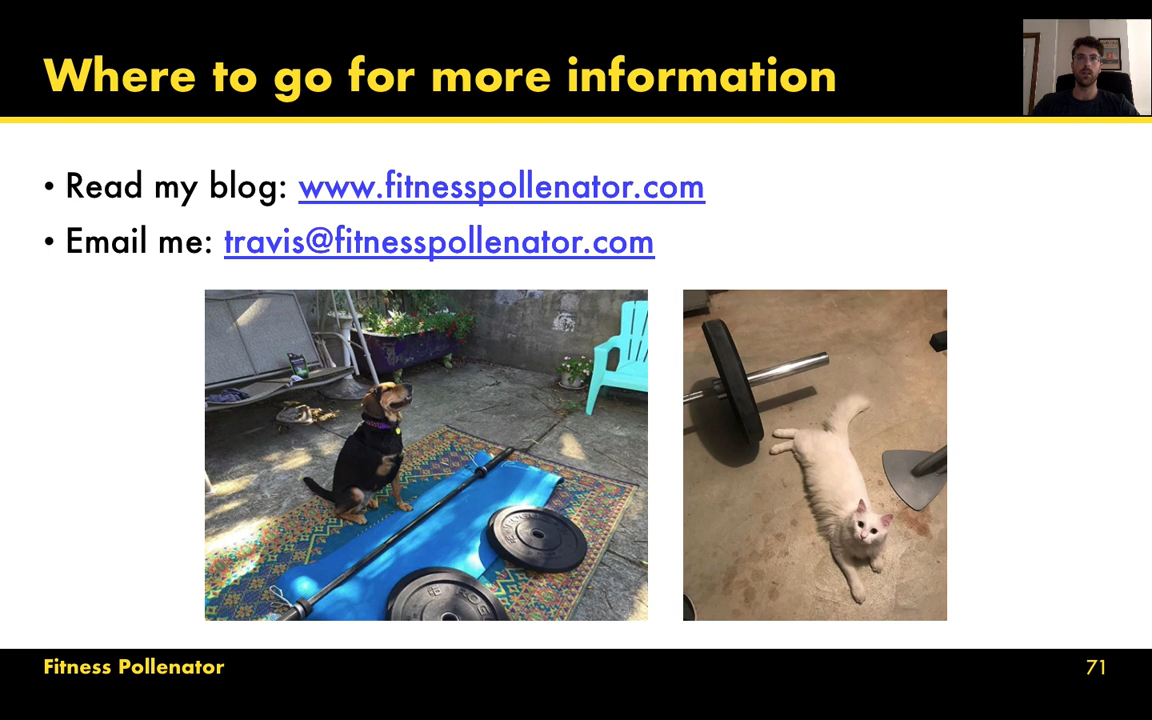 Where to go for more information
• Read my blog: www.fitnesspollenator.com
• Email me: travis@fitnesspollenator.com
Fitness Pollenator
71